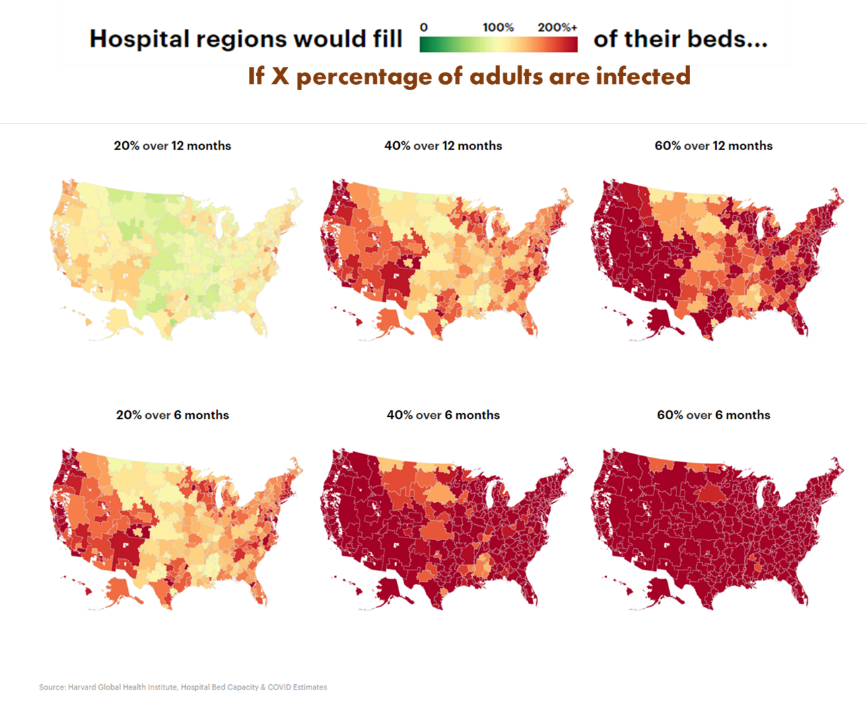 0 100% 200%+
Hospital regions would fill of their beds...
If X percentage of adults are infected
20% over 12 months 40% over 12 months 60% over 12 months
20% over 6 months 40% over 6 months 60% over 6 months
Source: Harvard Global Health Institute, Hospital Bed Capacity & COVID Estimates